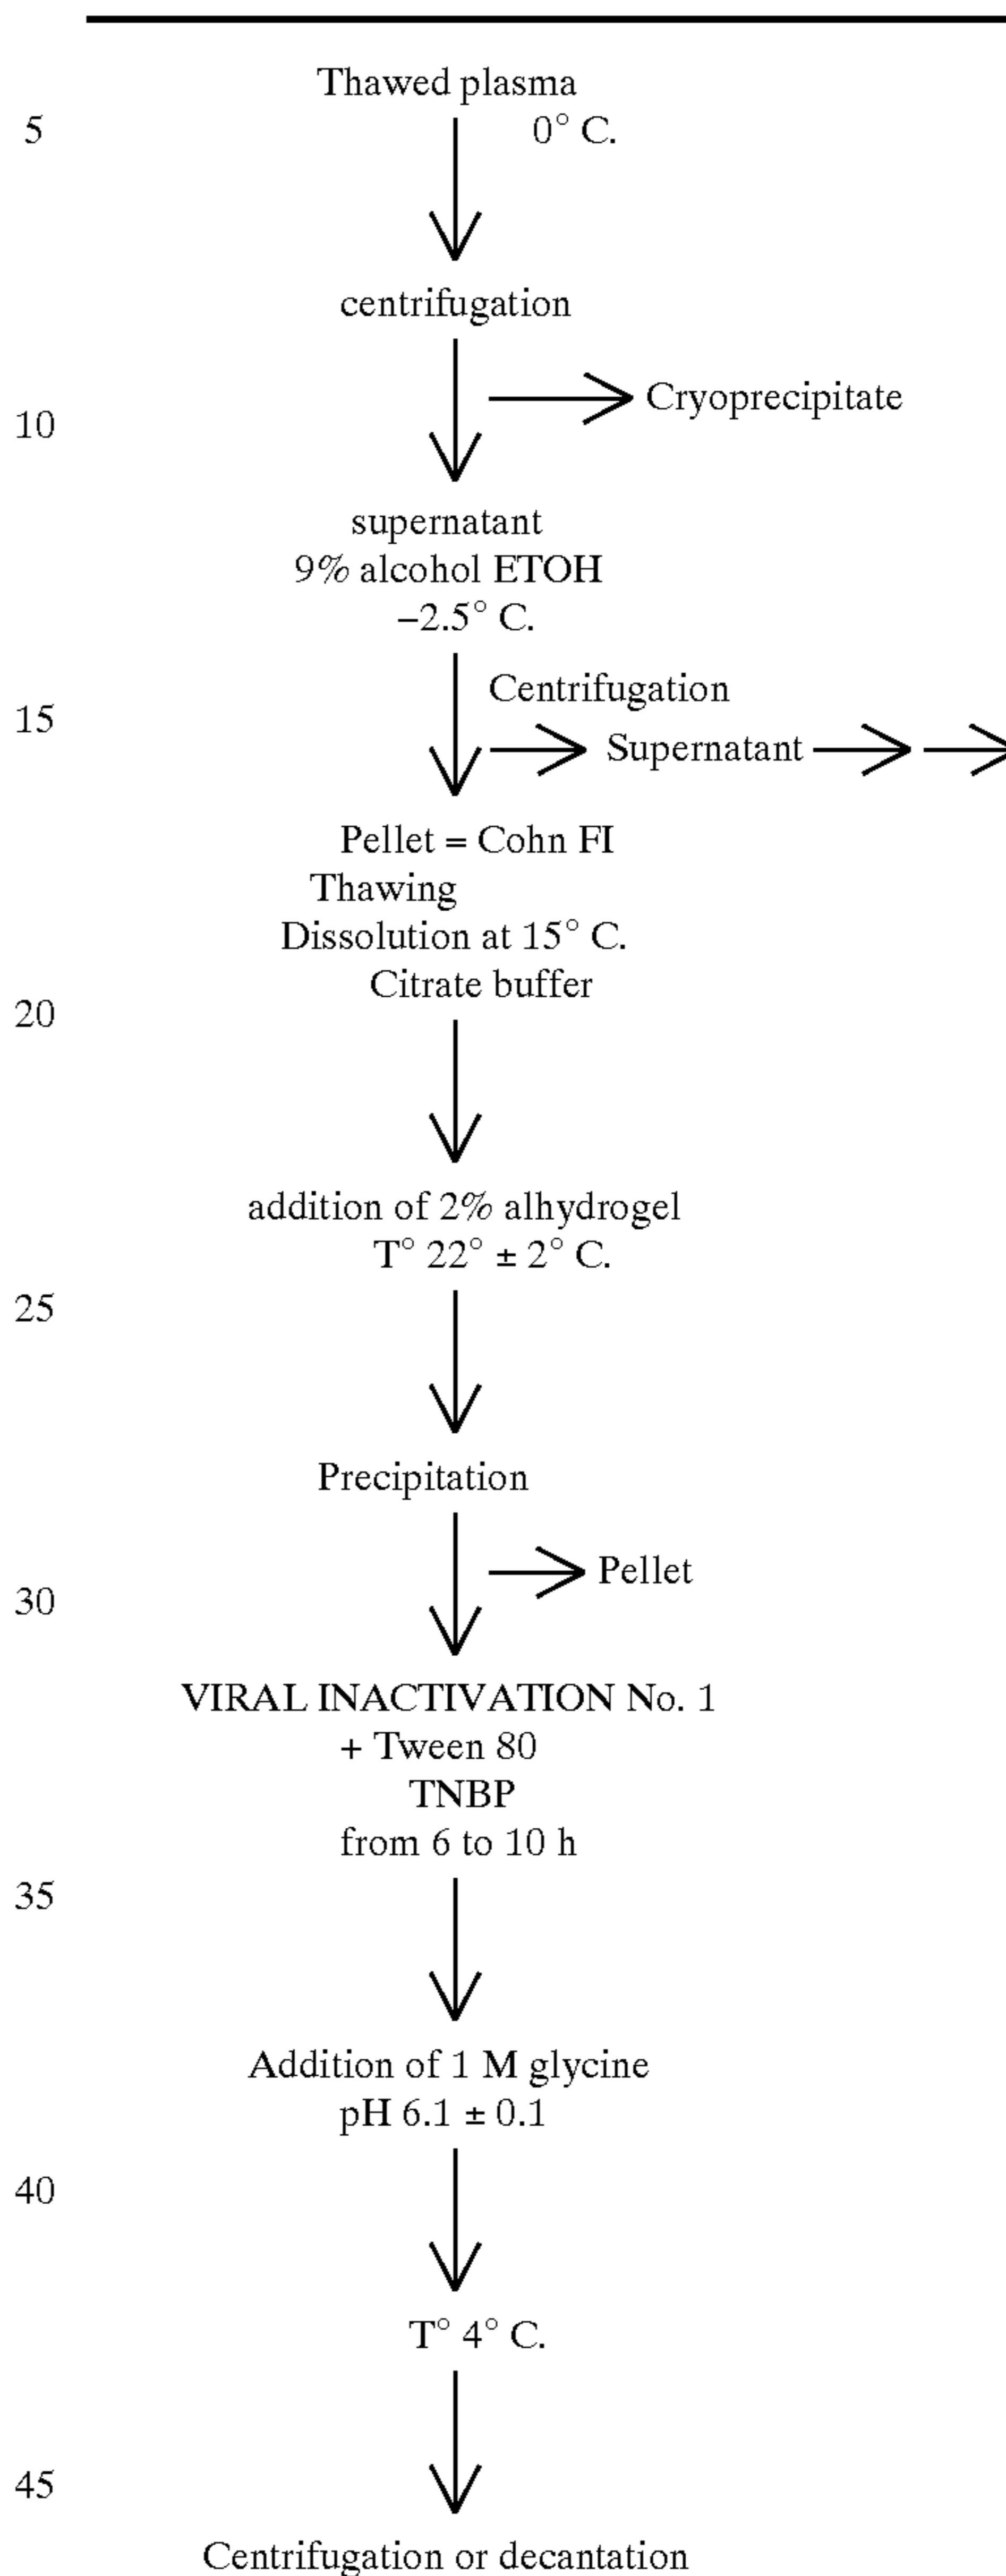 Thawed plasma
5
0° C.
centrifugation
Cryoprecipitate
10
supernatant
9% alcohol ETOH
–2.5° C.
Centrifugation
15
Supernatant
Pellet = Cohn FI
Thawing
Dissolution at 15° C.
Citrate buffer
20
addition of 2% alhydrogel
T° 22° ± 2° C.
25
Precipitation
Pellet
30
VIRAL INACTIVATION No. 1
+ Tween 80
TNBP
from 6 to 10 h
35
Addition of 1 M glycine
pH 6.1 ± 0.1
40
T° 4° C.
45
Centrifugation or decantation